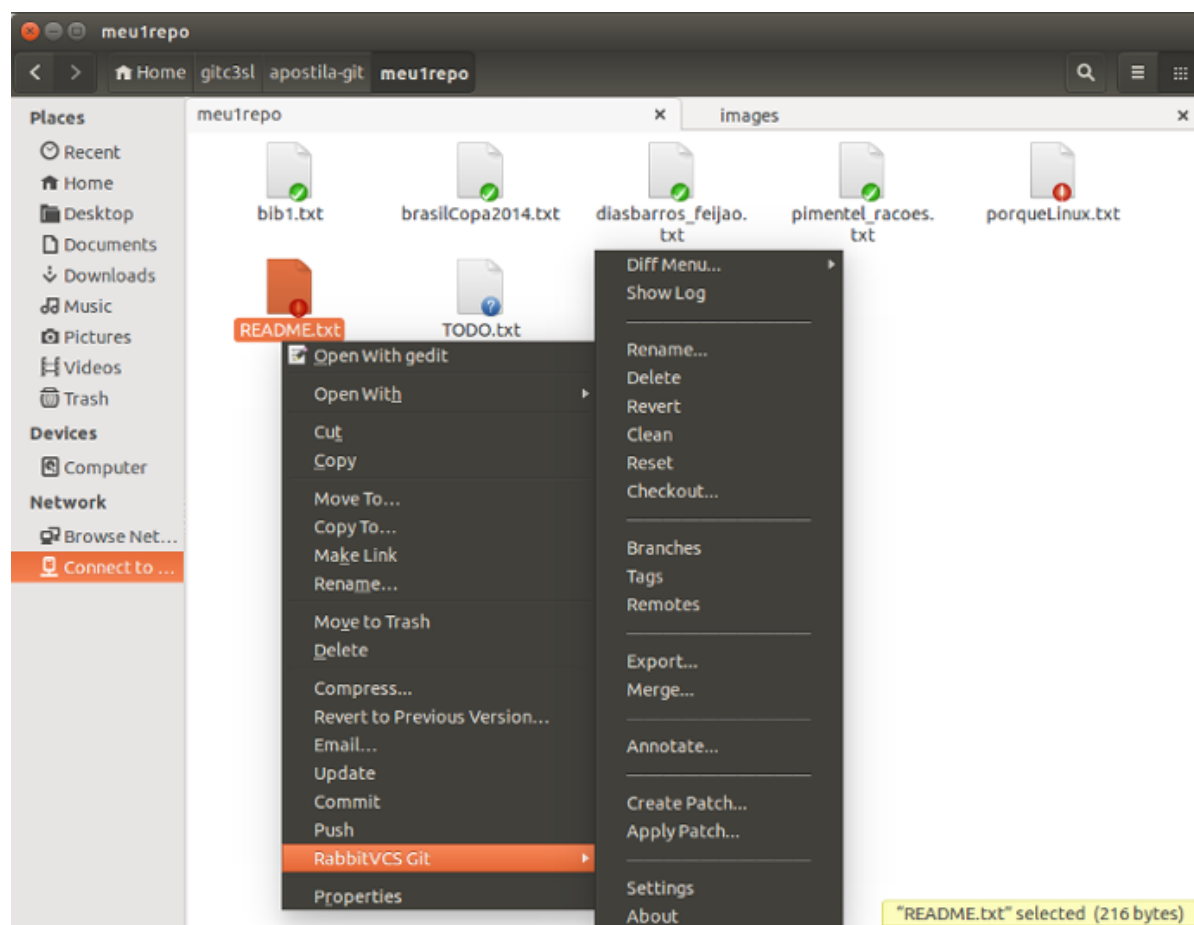 meu1repo
Home gitc3sl apostila-git meu1repo
Places
Recent
Home
Desktop
Documents
Downloads
Music
Pictures
Videos
Trash
Devices
Computer
Network
Browse Net...
Connect to ...
meu1repo images
bib1.txt brasilCopa2014.txt diasbarros_feijao. pimentel_racoes. porqueLinux.txt
txt txt
README.txt TODO.txt
Open With gedit
Open With
Cut
Copy
Move To...
Copy To...
Make Link
Rename...
Move to Trash
Delete
Compress...
Revert to Previous Version...
Email...
Update
Commit
Push
RabbitVCS Git
Properties
Diff Menu...
Show Log
Rename...
Delete
Revert
Clean
Reset
Checkout...
Branches
Tags
Remotes
Export...
Merge...
Annotate...
Create Patch...
Apply Patch...
Settings
About
“README.txt” selected (216 bytes)